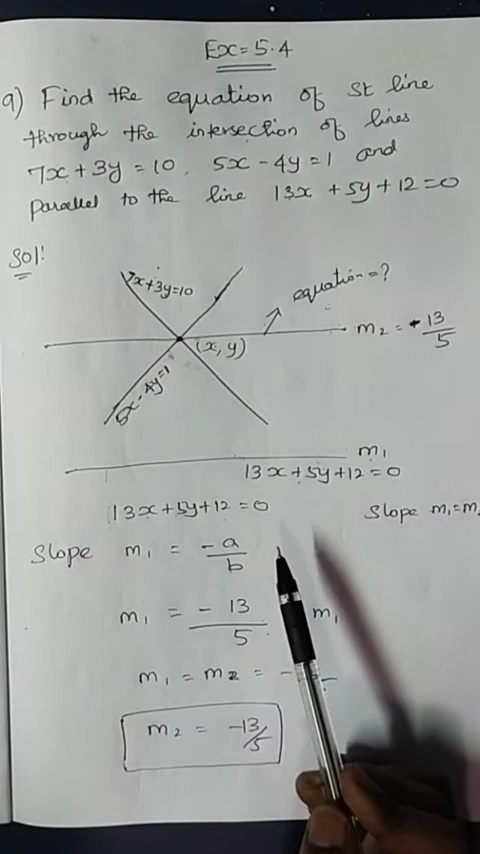 Ex = 5.4
9) Find the equation of St line
through the intersection of lines
7x + 3y = 10, 5x - 4y = 1 and
parallel to the line 13x + 5y + 12 = 0
Sol:
7x+3y=10
equation = ?
m₂ = -13/5
(x, y)
5x-4y=1
m₁
13x + 5y + 12 = 0
13x + 5y + 12 = 0
Slope m₁ = m
Slope m₁ = -a/b
m₁ = -13/5 m₁
m₁ = m₂ = -
m₂ = -13/5